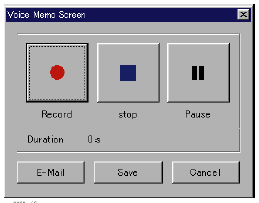 Voice Memo Screen
Record stop Pause
Duration 0:s
E-Mail Save Cancel